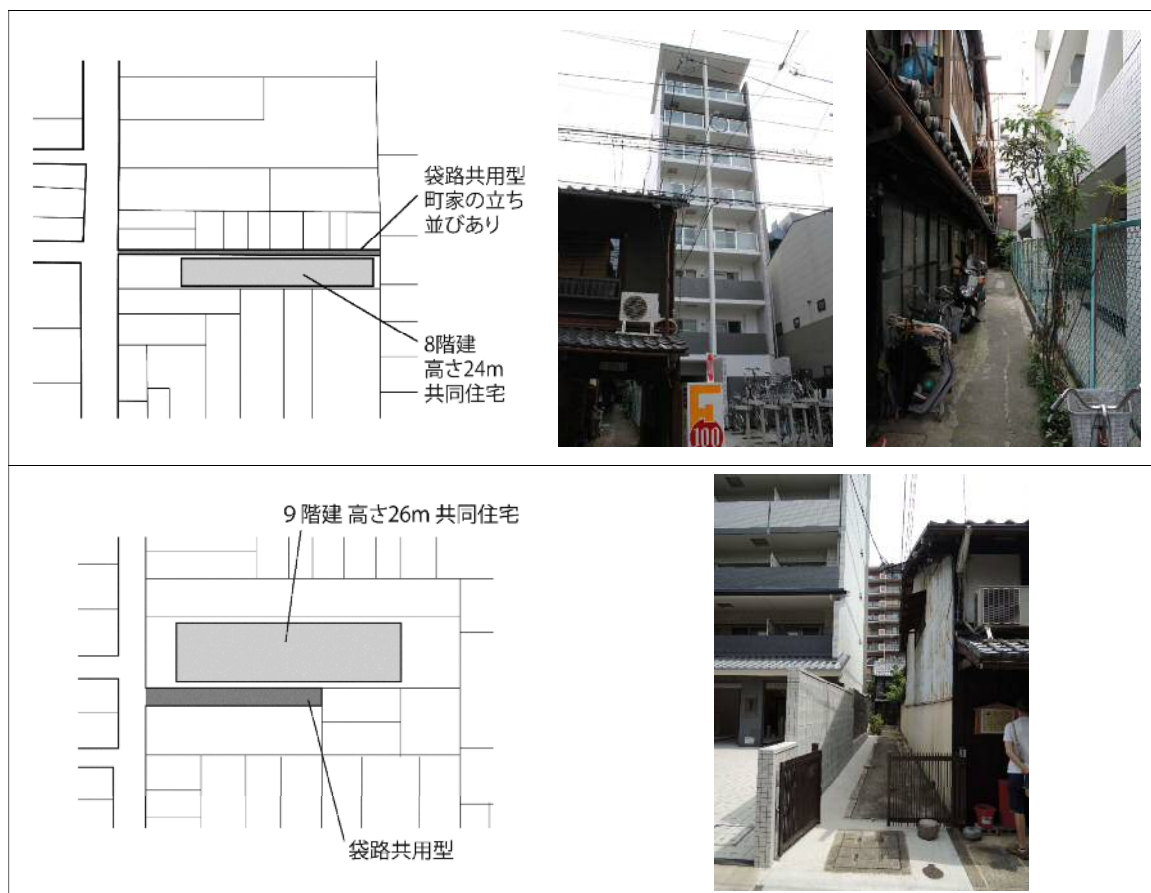 袋路共用型
町家の立ち
並びあり
8階建
高さ24m
共同住宅
100
9階建 高さ26m 共同住宅
袋路共用型